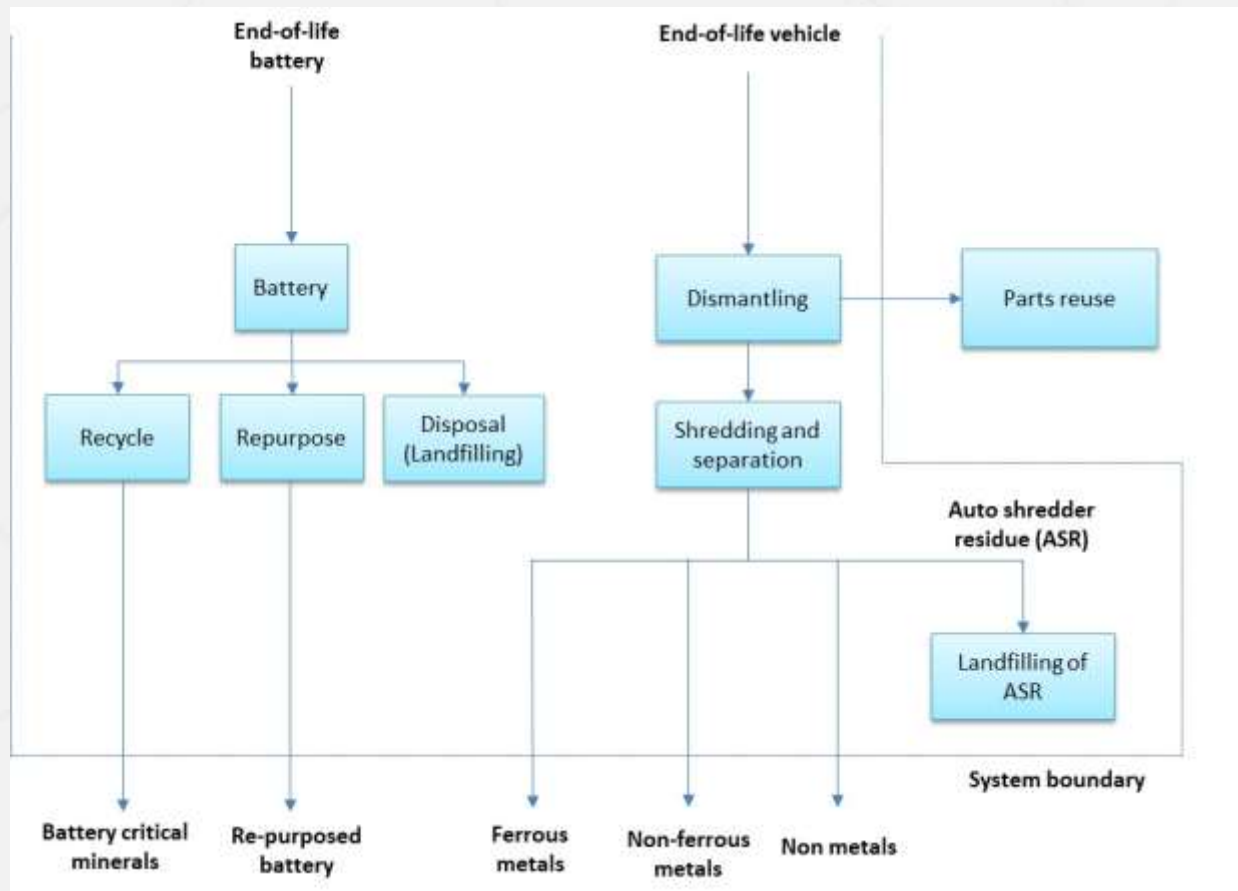 End-of-life
battery
End-of-life vehicle
Battery
Dismantling
Parts reuse
Recycle
Repurpose
Disposal
(Landfilling)
Shredding and
separation
Auto shredder
residue (ASR)
Landfilling of
ASR
System boundary
Battery critical
minerals
Re-purposed
battery
Ferrous
metals
Non-ferrous
metals
Non metals